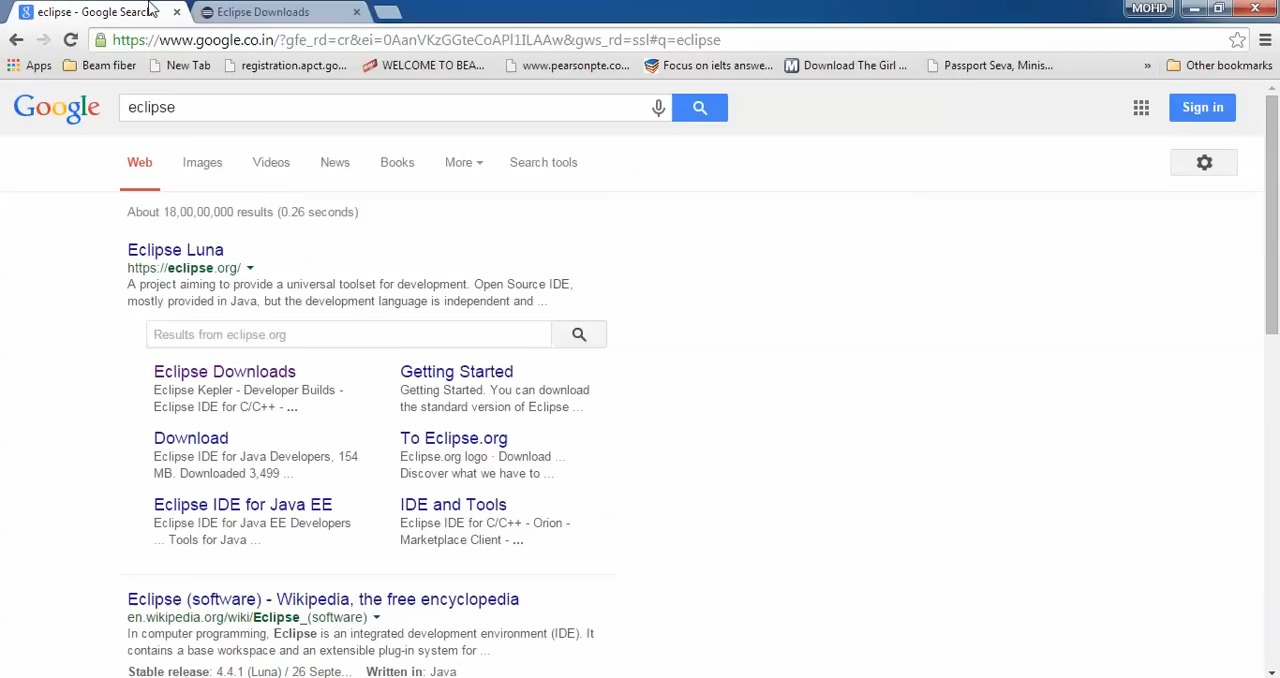 eclipse - Google Search
Eclipse Downloads
MOHD
https://www.google.co.in/?gfe_rd=cr&ei=0AanVKzGGteCoAPl1ILAAw&gws_rd=ssl#q=eclipse
Apps Beam fiber New Tab registration.apct.go... WELCOME TO BEA... www.pearsonpte.co... Focus on ielts answe... Download The Girl ... Passport Seva, Minis... » Other bookmarks
Google eclipse Sign in
Web Images Videos News Books More Search tools
About 18,00,00,000 results (0.26 seconds)
Eclipse Luna
https://eclipse.org/
A project aiming to provide a universal toolset for development. Open Source IDE,
mostly provided in Java, but the development language is independent and ...
Results from eclipse.org
Eclipse Downloads
Eclipse Kepler - Developer Builds -
Eclipse IDE for C/C++ - ...
Getting Started
Getting Started. You can download
the standard version of Eclipse ...
Download
Eclipse IDE for Java Developers, 154
MB. Downloaded 3,499 ...
To Eclipse.org
Eclipse.org logo · Download ...
Discover what we have to ...
Eclipse IDE for Java EE
Eclipse IDE for Java EE Developers
... Tools for Java ...
IDE and Tools
Eclipse IDE for C/C++ - Orion -
Marketplace Client - ...
Eclipse (software) - Wikipedia, the free encyclopedia
en.wikipedia.org/wiki/Eclipse_(software)
In computer programming, Eclipse is an integrated development environment (IDE). It
contains a base workspace and an extensible plug-in system for ...
Stable release: 4.4.1 (Luna) / 26 Septe... Written in: Java